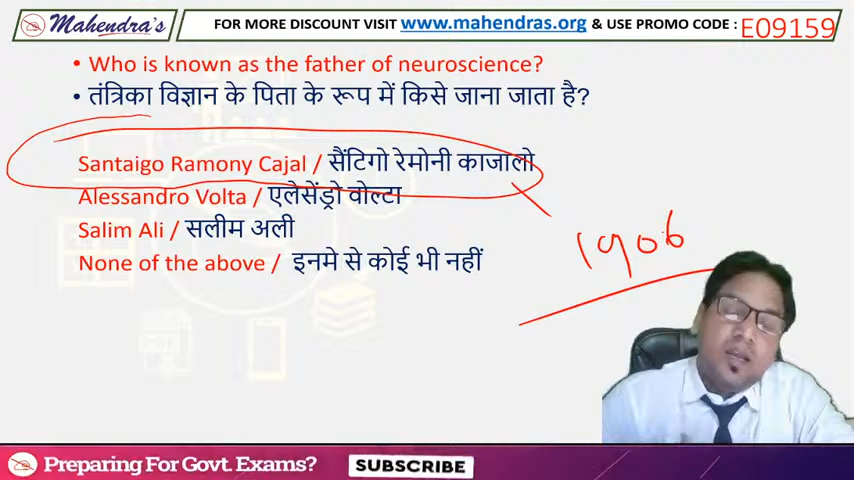 Mahendra's
FOR MORE DISCOUNT VISIT www.mahendras.org & USE PROMO CODE : E09159
• Who is known as the father of neuroscience?
• तंत्रिका विज्ञान के पिता के रूप में किसे जाना जाता है?
Santaigo Ramony Cajal / सैंटिगो रेमोनी काजालो
Alessandro Volta / एलेसेंड्रो वोल्टा
Salim Ali / सलीम अली
None of the above / इनमे से कोई भी नहीं
1906
Preparing For Govt. Exams? SUBSCRIBE